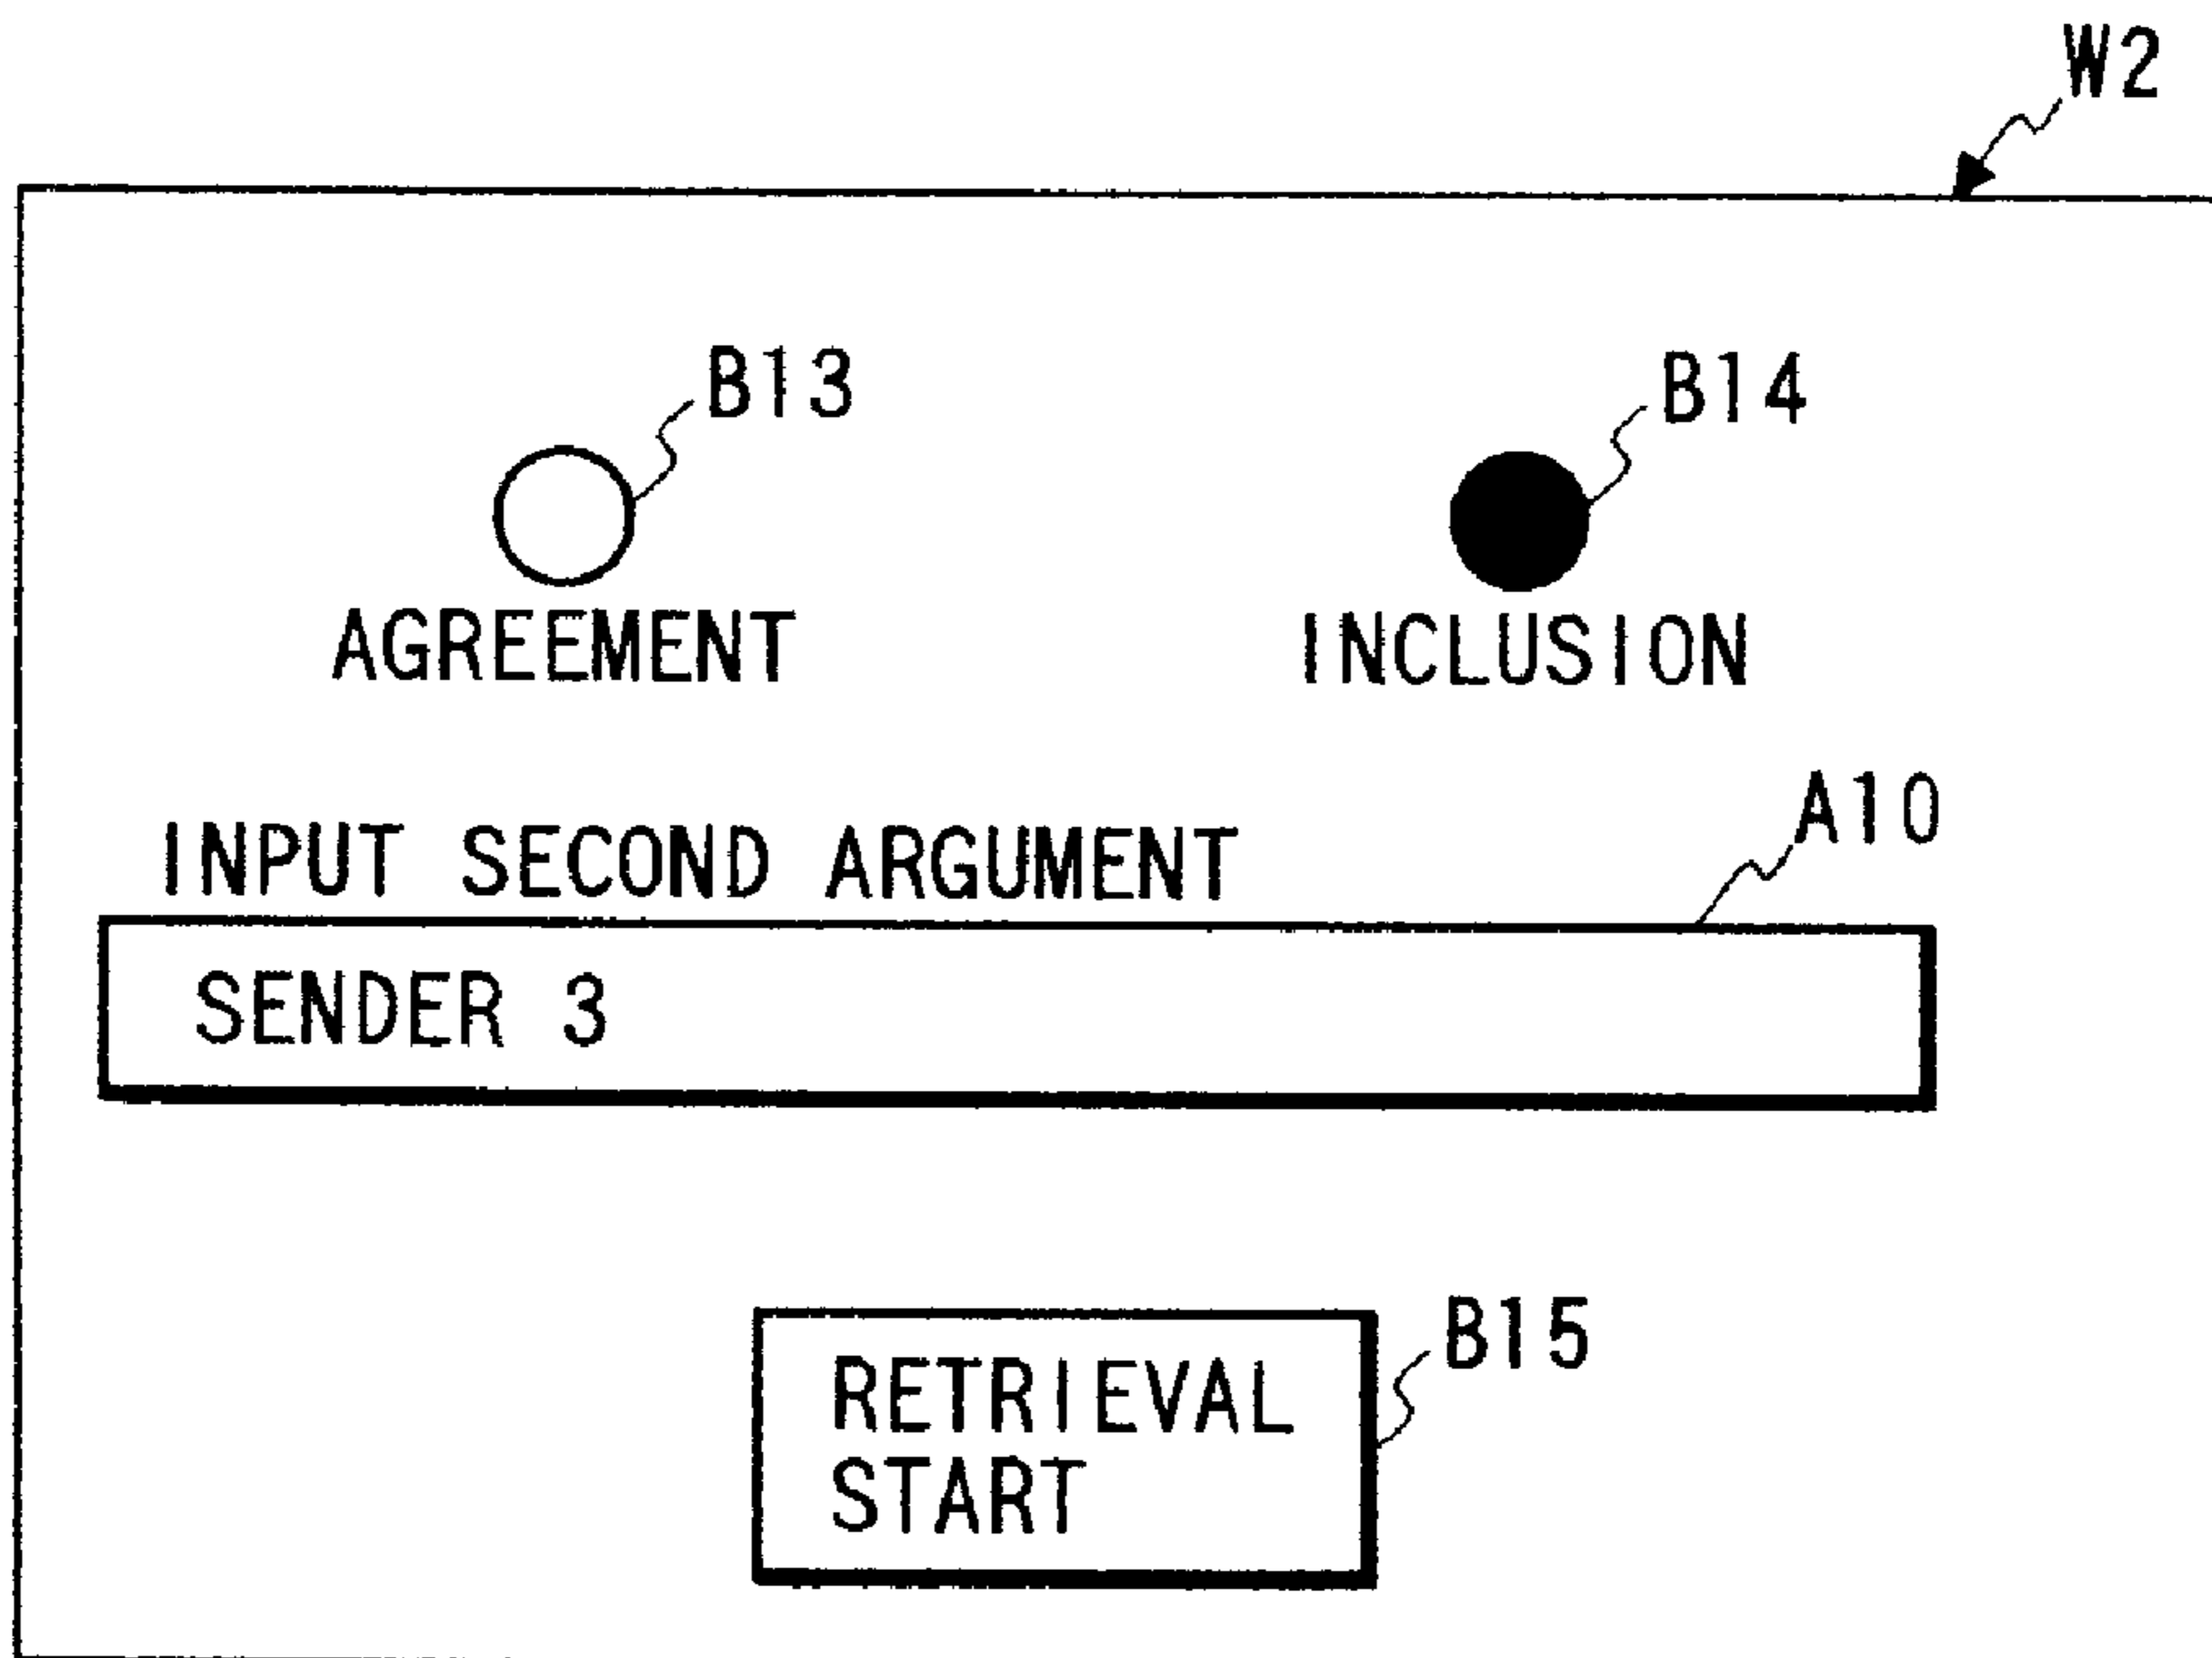 W2
B13
B14
AGREEMENT
INCLUSION
A10
INPUT SECOND ARGUMENT
SENDER 3
B15
RETRIEVAL
START